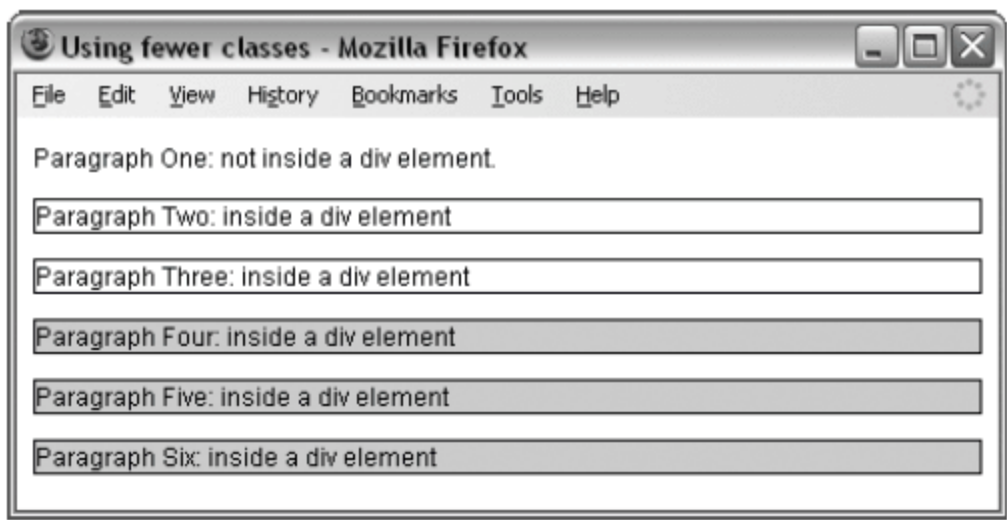 Using fewer classes - Mozilla Firefox
File Edit View History Bookmarks Tools Help
Paragraph One: not inside a div element.
Paragraph Two: inside a div element
Paragraph Three: inside a div element
Paragraph Four: inside a div element
Paragraph Five: inside a div element
Paragraph Six: inside a div element